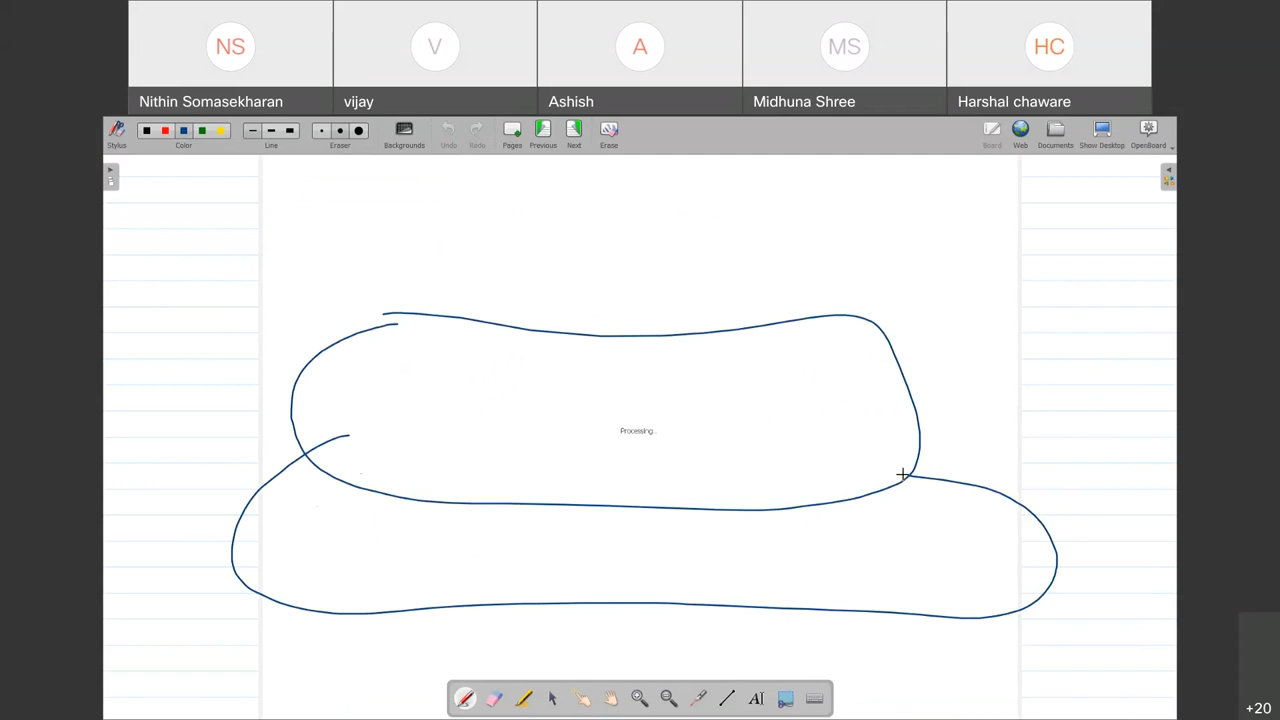 NS
V
A
MS
HC
Nithin Somasekharan
vijay
Ashish
Midhuna Shree
Harshal chaware
Stylus
Color
Line
Eraser
Backgrounds
Undo
Redo
Pages
Previous
Next
Erase
Board
Web
Documents
Show Desktop
OpenBoard
Processing...
AI
+20